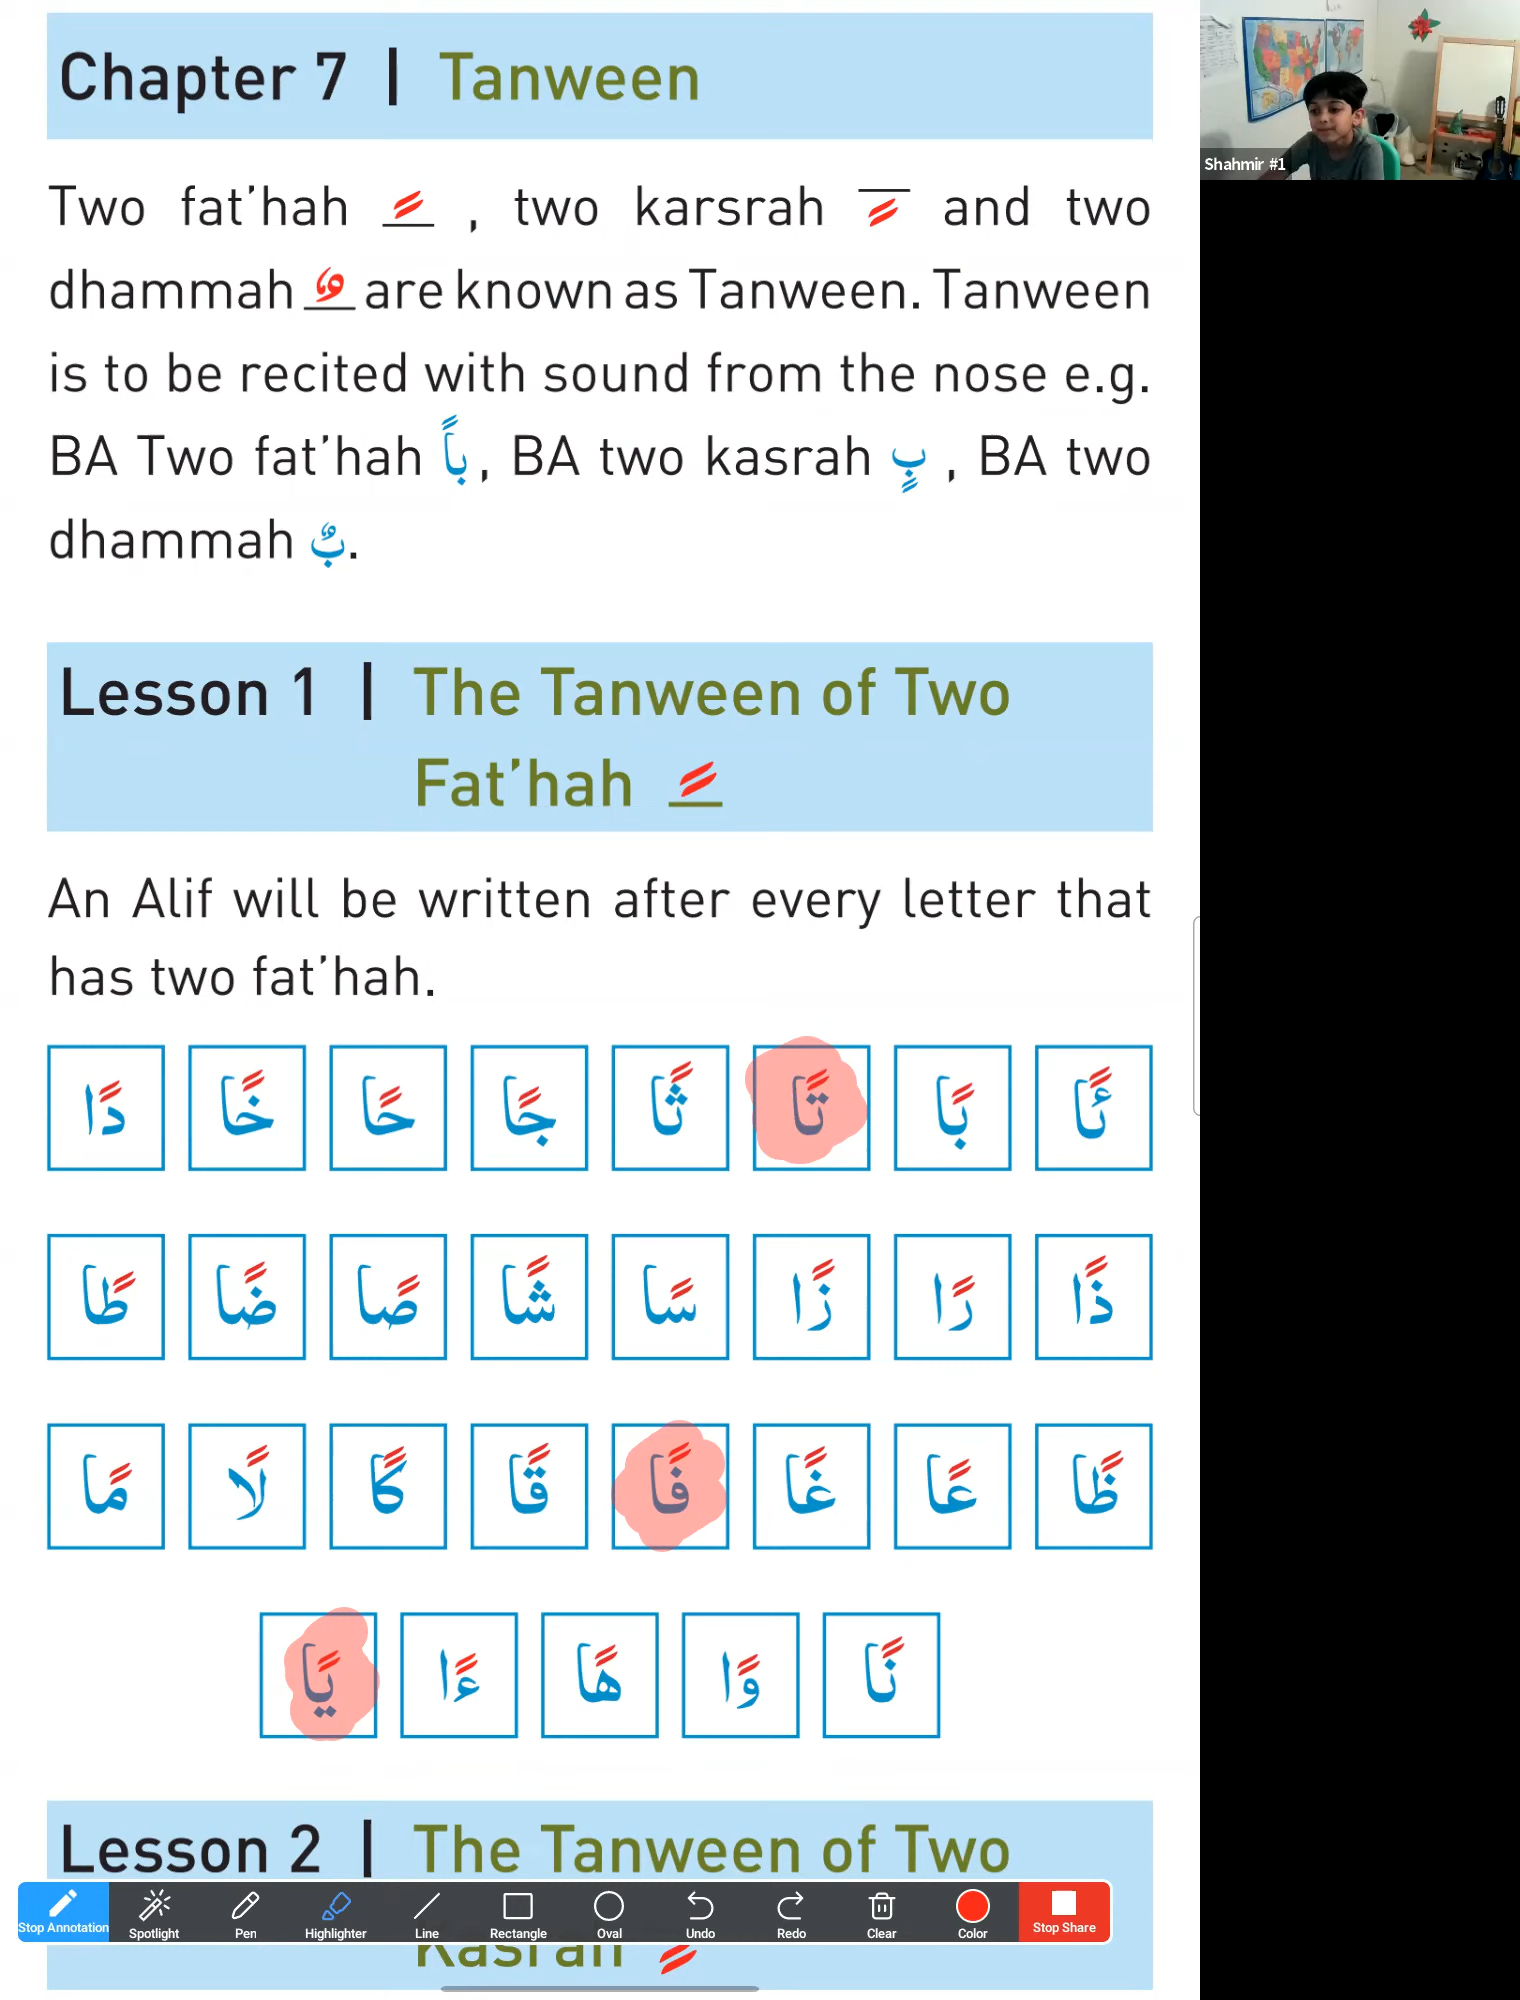 Chapter 7 | Tanween
Shahmir #1
Two fat’hah ـً , two karsrah ـٍ and two
dhammah ـٌ are known as Tanween. Tanween
is to be recited with sound from the nose e.g.
BA Two fat’hah باً , BA two kasrah بٍ , BA two
dhammah بٌ.
Lesson 1 | The Tanween of Two
Fat’hah ـً
An Alif will be written after every letter that
has two fat’hah.
ئًا بًا تًا ثًا جًا حًا خًا دًا
ذًا رًا زًا سًا شًا صًا ضًا طًا
ظًا عًا غًا فًا قًا كًا لًا مًا
نًا وًا هًا ءًا يًا
Lesson 2 | The Tanween of Two
Kasrah
Stop Annotation Spotlight Pen Highlighter Line Rectangle Oval Undo Redo Clear Color Stop Share